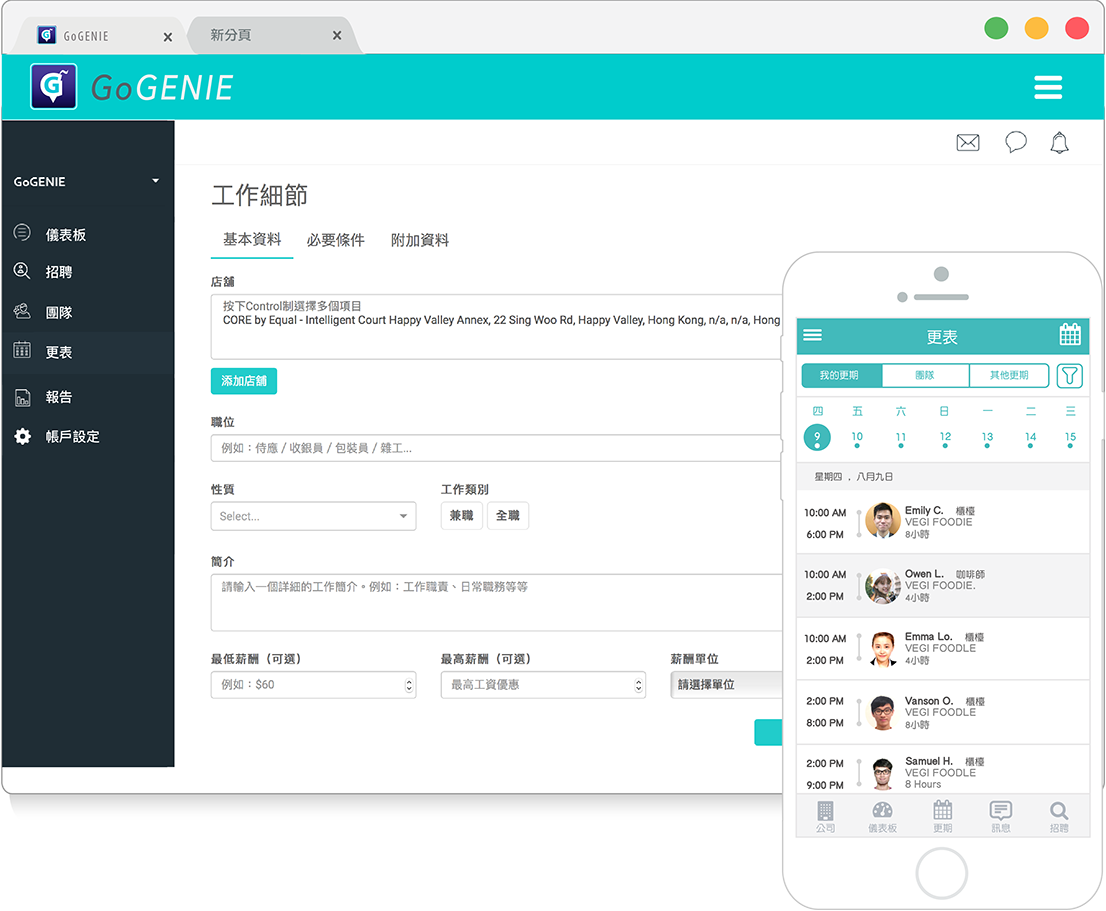 GoGENIE
新分頁
GoGENIE
GoGENIE
儀表板
招聘
團隊
更表
報告
帳戶設定
工作細節
基本資料 必要條件 附加資料
店舖
按下Control制選擇多個項目
CORE by Equal - Intelligent Court Happy Valley Annex, 22 Sing Woo Rd, Happy Valley, Hong Kong, n/a, n/a, Hong
添加店舖
職位
例如：侍應 / 收銀員 / 包裝員 / 雜工...
性質 工作類別
Select... 兼職 全職
簡介
請輸入一個詳細的工作簡介。例如：工作職責、日常職務等等
最低薪酬（可選） 最高薪酬（可選） 薪酬單位
例如：$60 最高工資優惠 請選擇單位
更表
我的更期 團隊 其他更期
四 五 六 日 一 二 三
9 10 11 12 13 14 15
星期四 ，八月九日
10:00 AM Emily C. 櫃檯
VEGI FOODIE
6:00 PM 8小時
10:00 AM Owen L. 咖啡師
VEGI FOODIE.
2:00 PM 4小時
10:00 AM Emma Lo. 櫃檯
VEGI FOODLE
2:00 PM 4小時
2:00 PM Vanson O. 櫃檯
VEGI FOODLE
8:00 PM 8小時
2:00 PM Samuel H. 櫃檯
VEGI FOODLE
9:00 PM 8 Hours
公司 儀表板 更期 訊息 招聘